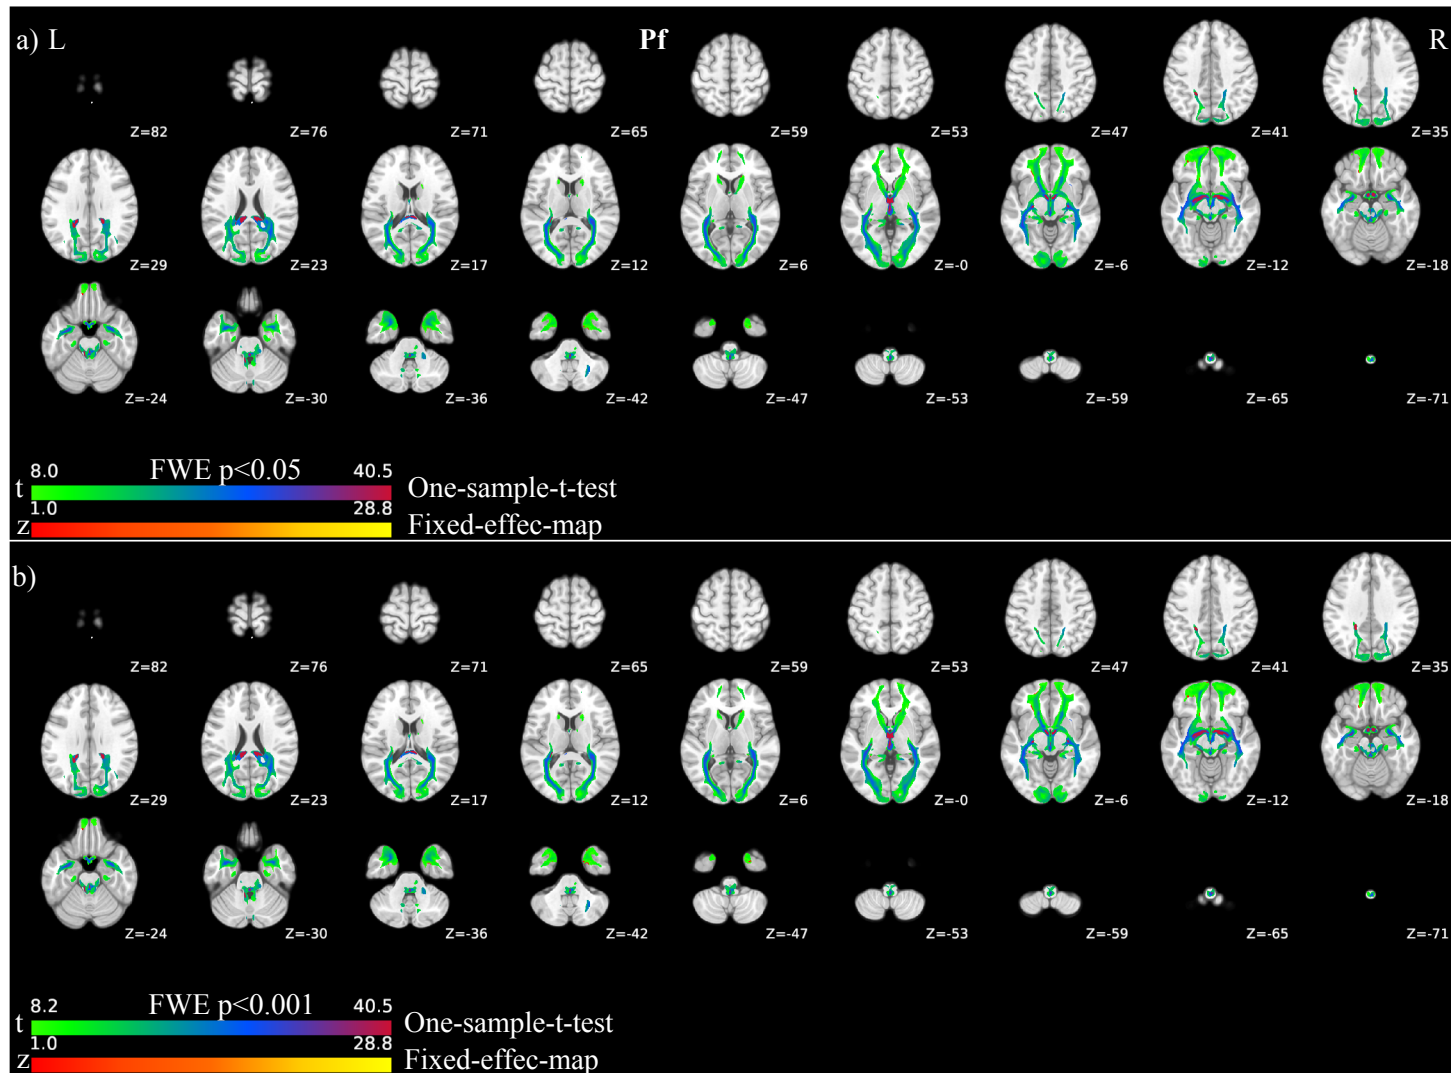 a) L Pf R
Z=82 Z=76 Z=71 Z=65 Z=59 Z=53 Z=47 Z=41 Z=35
Z=29 Z=23 Z=17 Z=12 Z=6 Z=-0 Z=-6 Z=-12 Z=-18
Z=-24 Z=-30 Z=-36 Z=-42 Z=-47 Z=-53 Z=-59 Z=-65 Z=-71
8.0 FWE p<0.05 40.5
t One-sample-t-test
1.0 28.8
z Fixed-effec-map
b)
Z=82 Z=76 Z=71 Z=65 Z=59 Z=53 Z=47 Z=41 Z=35
Z=29 Z=23 Z=17 Z=12 Z=6 Z=-0 Z=-6 Z=-12 Z=-18
Z=-24 Z=-30 Z=-36 Z=-42 Z=-47 Z=-53 Z=-59 Z=-65 Z=-71
8.2 FWE p<0.001 40.5
t One-sample-t-test
1.0 28.8
z Fixed-effec-map